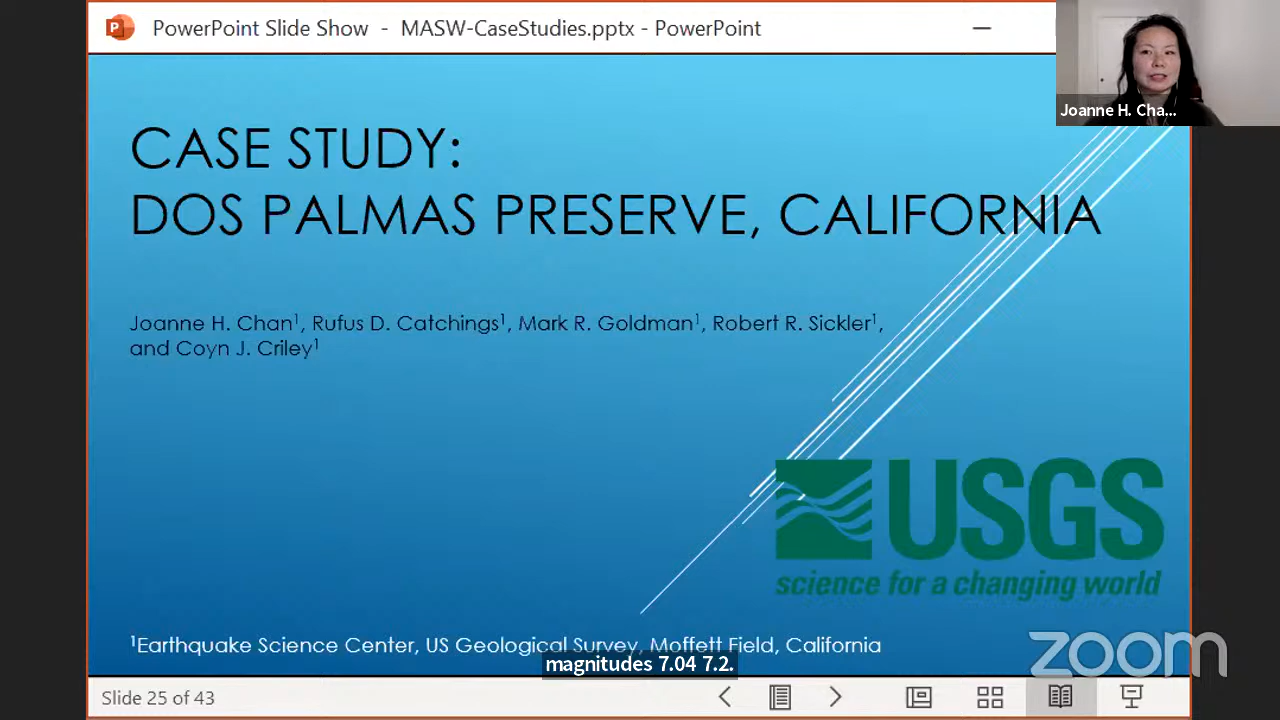 PowerPoint Slide Show - MASW-CaseStudies.pptx - PowerPoint
Joanne H. Cha...
CASE STUDY:
DOS PALMAS PRESERVE, CALIFORNIA
Joanne H. Chan¹, Rufus D. Catchings¹, Mark R. Goldman¹, Robert R. Sickler¹,
and Coyn J. Criley¹
USGS
science for a changing world
¹Earthquake Science Center, US Geological Survey, Moffett Field, California
magnitudes 7.04 7.2.
zoom
Slide 25 of 43